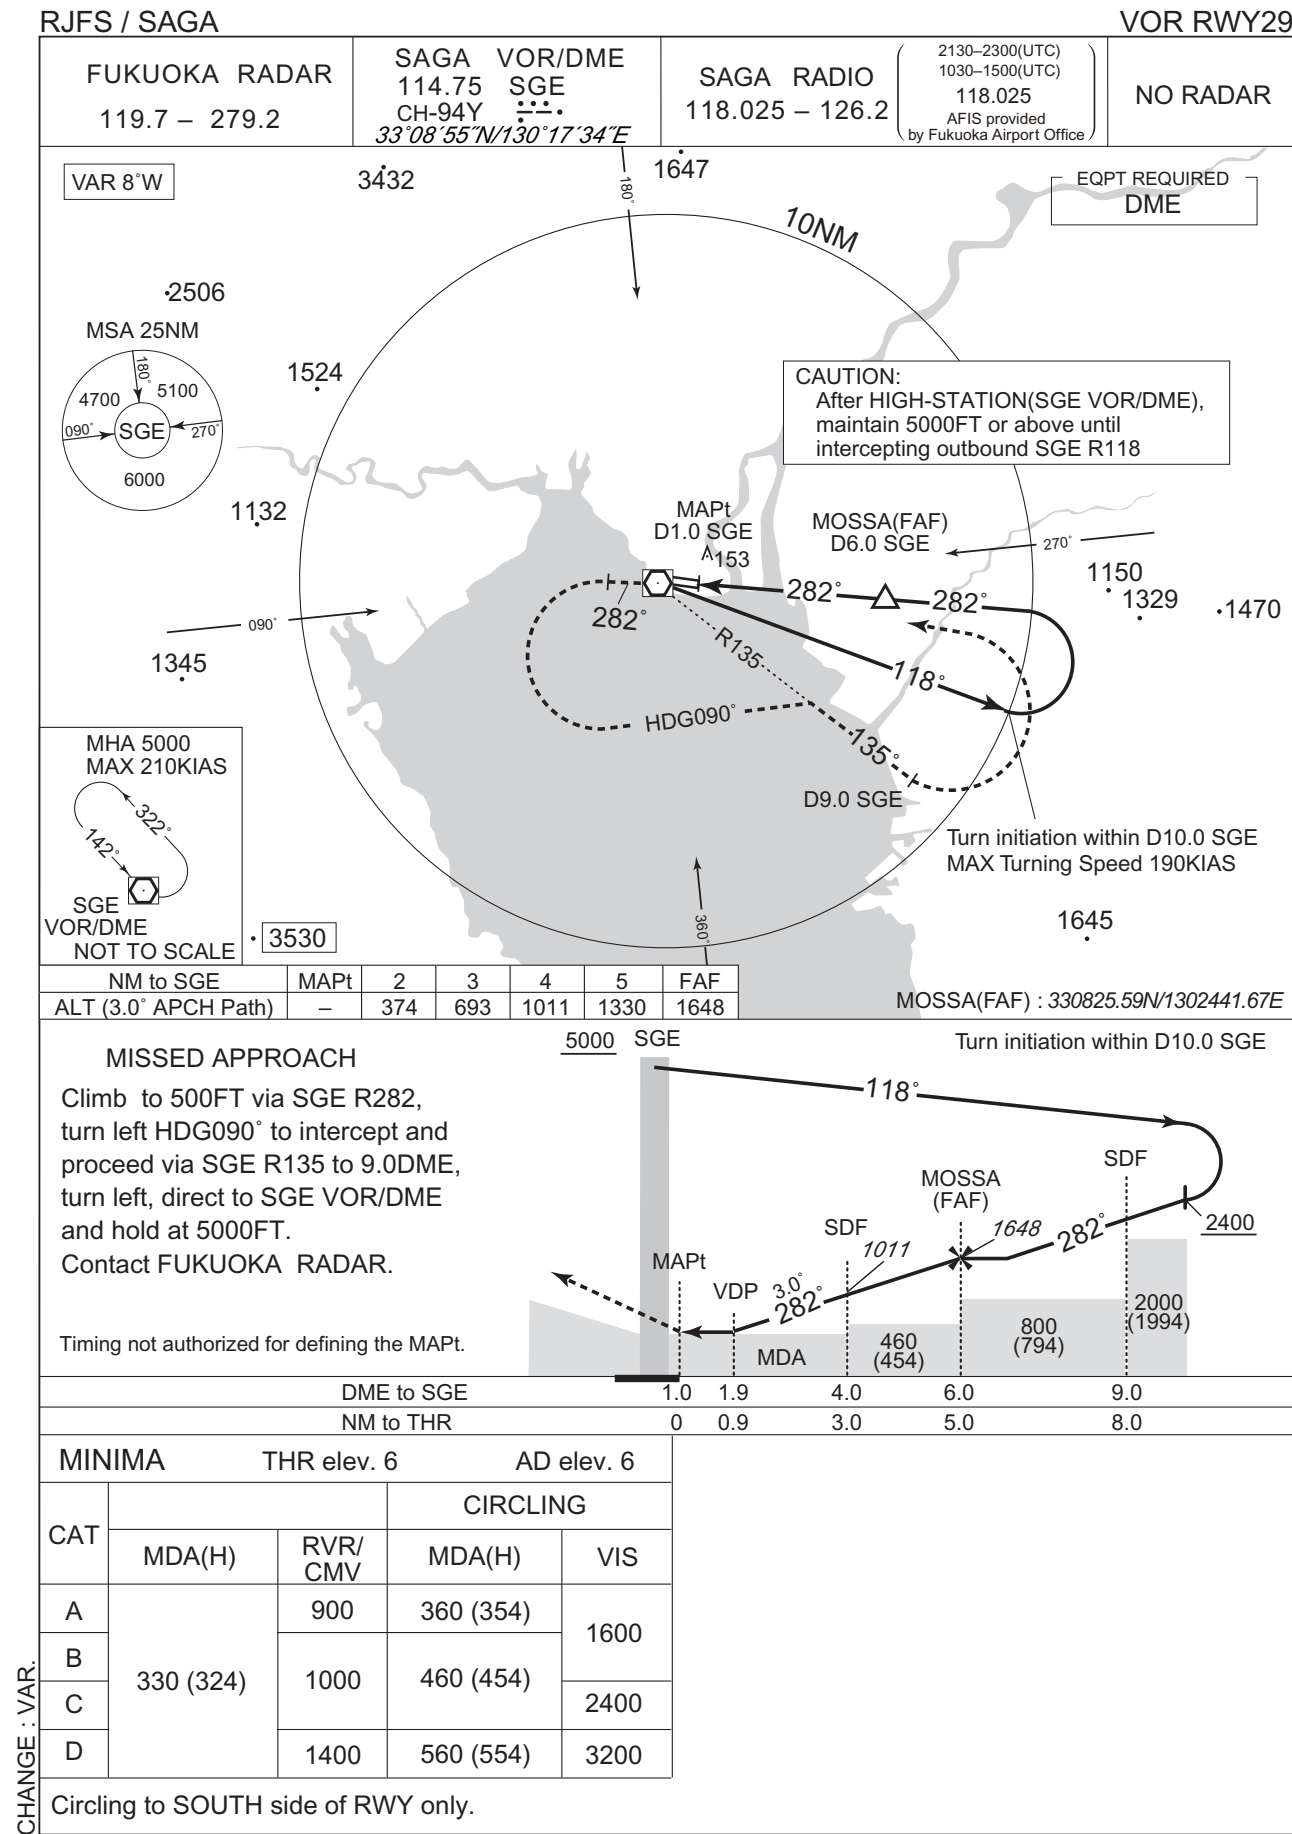 RJFS / SAGA
VOR RWY29
FUKUOKA RADAR
119.7 – 279.2
SAGA VOR/DME
114.75 SGE
CH-94Y
33°08´55˝N/130°17´34˝E
SAGA RADIO
118.025 – 126.2
2130–2300(UTC)
1030–1500(UTC)
118.025
AFIS provided
by Fukuoka Airport Office
NO RADAR
VAR 8°W
3432
180°
1647
EQPT REQUIRED
DME
10NM
2506
MSA 25NM
180°
4700
5100
090°
SGE
270°
6000
1524
CAUTION:
After HIGH-STATION(SGE VOR/DME),
maintain 5000FT or above until
intercepting outbound SGE R118
1132
MAPt
D1.0 SGE
153
MOSSA(FAF)
D6.0 SGE
270°
1150
1329
1470
282°
282°
282°
090°
R135
118°
1345
HDG090°
135°
D9.0 SGE
MHA 5000
MAX 210KIAS
322°
142°
SGE
VOR/DME
NOT TO SCALE
3530
Turn initiation within D10.0 SGE
MAX Turning Speed 190KIAS
360°
1645
NM to SGE MAPt 2 3 4 5 FAF
ALT (3.0° APCH Path) – 374 693 1011 1330 1648
MOSSA(FAF) : 330825.59N/1302441.67E
MISSED APPROACH
Climb to 500FT via SGE R282,
turn left HDG090° to intercept and
proceed via SGE R135 to 9.0DME,
turn left, direct to SGE VOR/DME
and hold at 5000FT.
Contact FUKUOKA RADAR.
Timing not authorized for defining the MAPt.
5000
SGE
Turn initiation within D10.0 SGE
118°
SDF
MOSSA
(FAF)
SDF
1011
1648
282°
2400
MAPt
VDP
3.0°
282°
MDA
460
(454)
800
(794)
2000
(1994)
DME to SGE 1.0 1.9 4.0 6.0 9.0
NM to THR 0 0.9 3.0 5.0 8.0
MINIMA THR elev. 6 AD elev. 6
CAT
CIRCLING
MDA(H)
RVR/
CMV
MDA(H)
VIS
A
900
360 (354)
1600
B
330 (324)
1000
460 (454)
C
2400
D
1400
560 (554)
3200
Circling to SOUTH side of RWY only.
CHANGE : VAR.